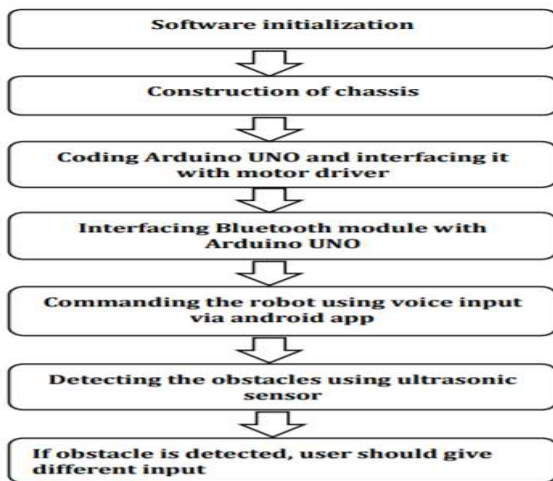 Software initialization
Construction of chassis
Coding Arduino UNO and interfacing it
with motor driver
Interfacing Bluetooth module with
Arduino UNO
Commanding the robot using voice input
via android app
Detecting the obstacles using ultrasonic
sensor
If obstacle is detected, user should give
different input